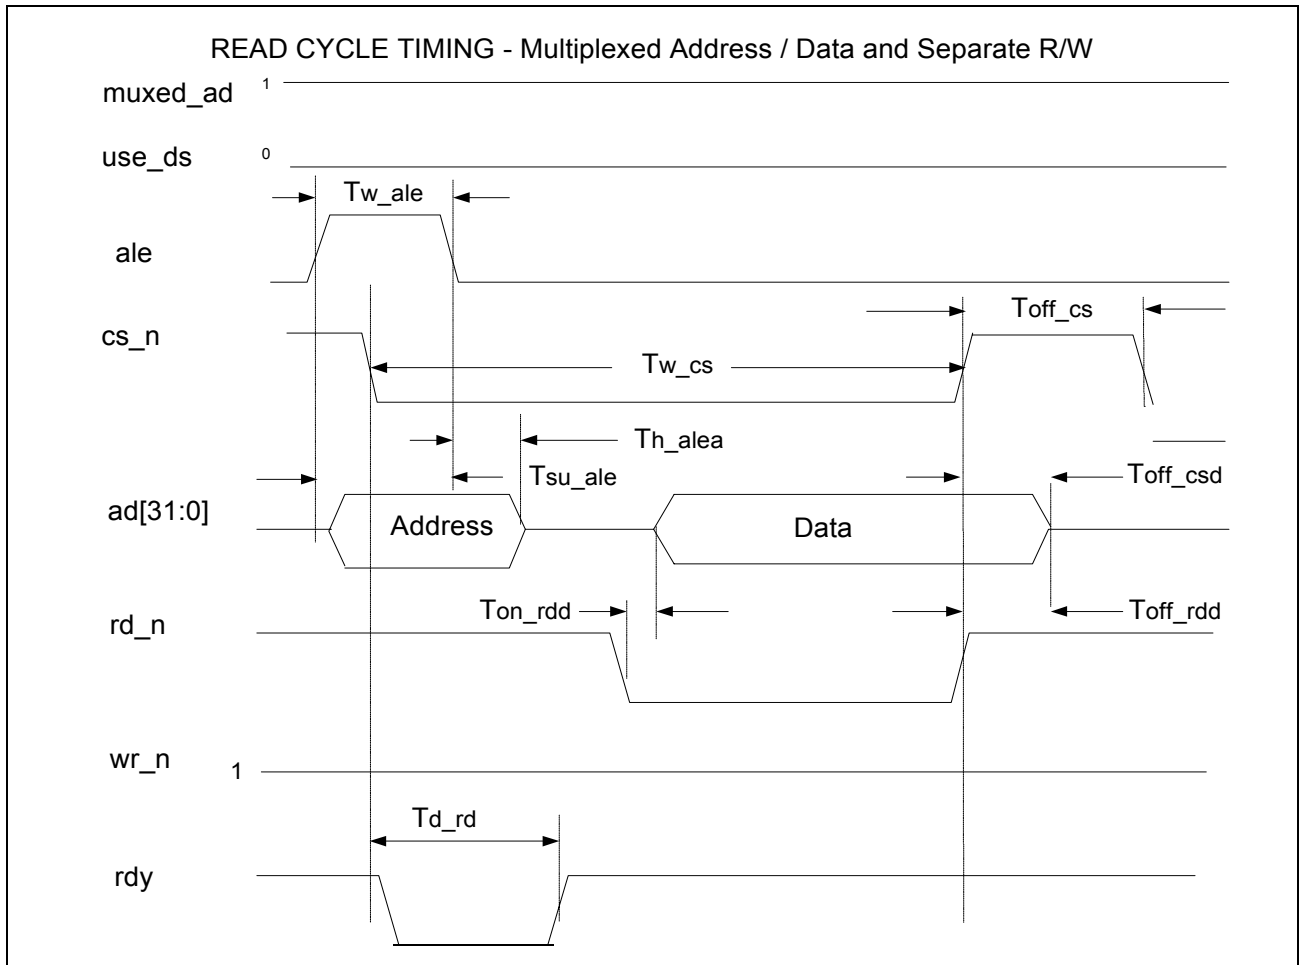 READ CYCLE TIMING - Multiplexed Address / Data and Separate R/W
muxed_ad 1
use_ds 0
Tw_ale
ale
Toff_cs
cs_n
Tw_cs
Th_alea
Tsu_ale
Toff_csd
ad[31:0]
Address
Data
Ton_rdd
Toff_rdd
rd_n
wr_n 1
Td_rd
rdy